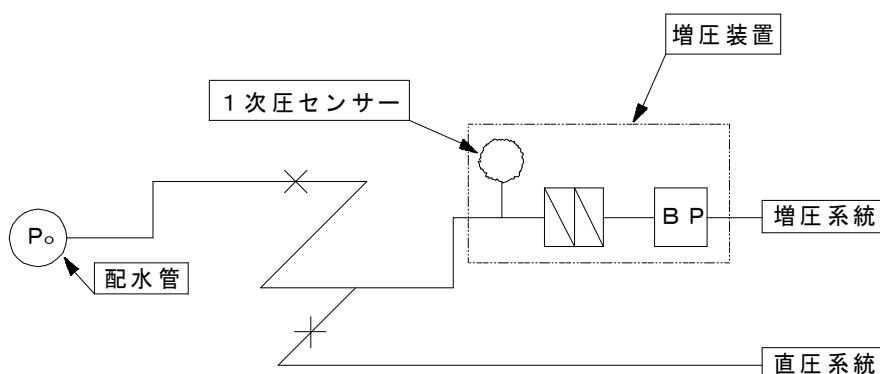 増圧装置
１次圧センサー
ＢＰ
増圧系統
Ｐｏ
配水管
直圧系統